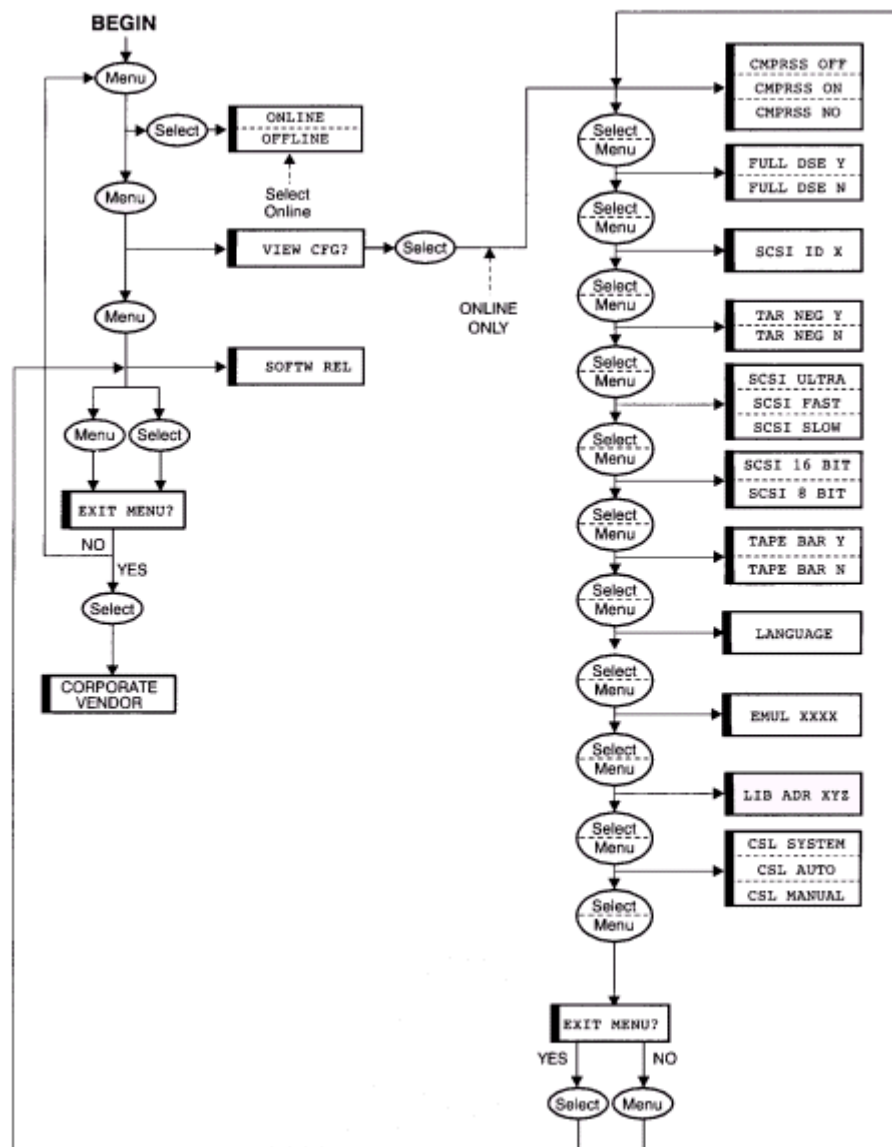 BEGIN
Menu
Select
ONLINE
OFFLINE
Select
Online
Menu
VIEW CFG?
Select
ONLINE
ONLY
Menu
SOFTW REL
Menu
Select
EXIT MENU?
NO
YES
Select
CORPORATE
VENDOR
CMPRSS OFF
CMPRSS ON
CMPRSS NO
Select
Menu
FULL DSE Y
FULL DSE N
Select
Menu
SCSI ID X
Select
Menu
TAR NEG Y
TAR NEG N
Select
Menu
SCSI ULTRA
SCSI FAST
SCSI SLOW
Select
Menu
SCSI 16 BIT
SCSI 8 BIT
Select
Menu
TAPE BAR Y
TAPE BAR N
Select
Menu
LANGUAGE
Select
Menu
EMUL XXXX
Select
Menu
LIB ADR XYZ
Select
Menu
CSL SYSTEM
CSL AUTO
CSL MANUAL
Select
Menu
EXIT MENU?
YES
NO
Select
Menu